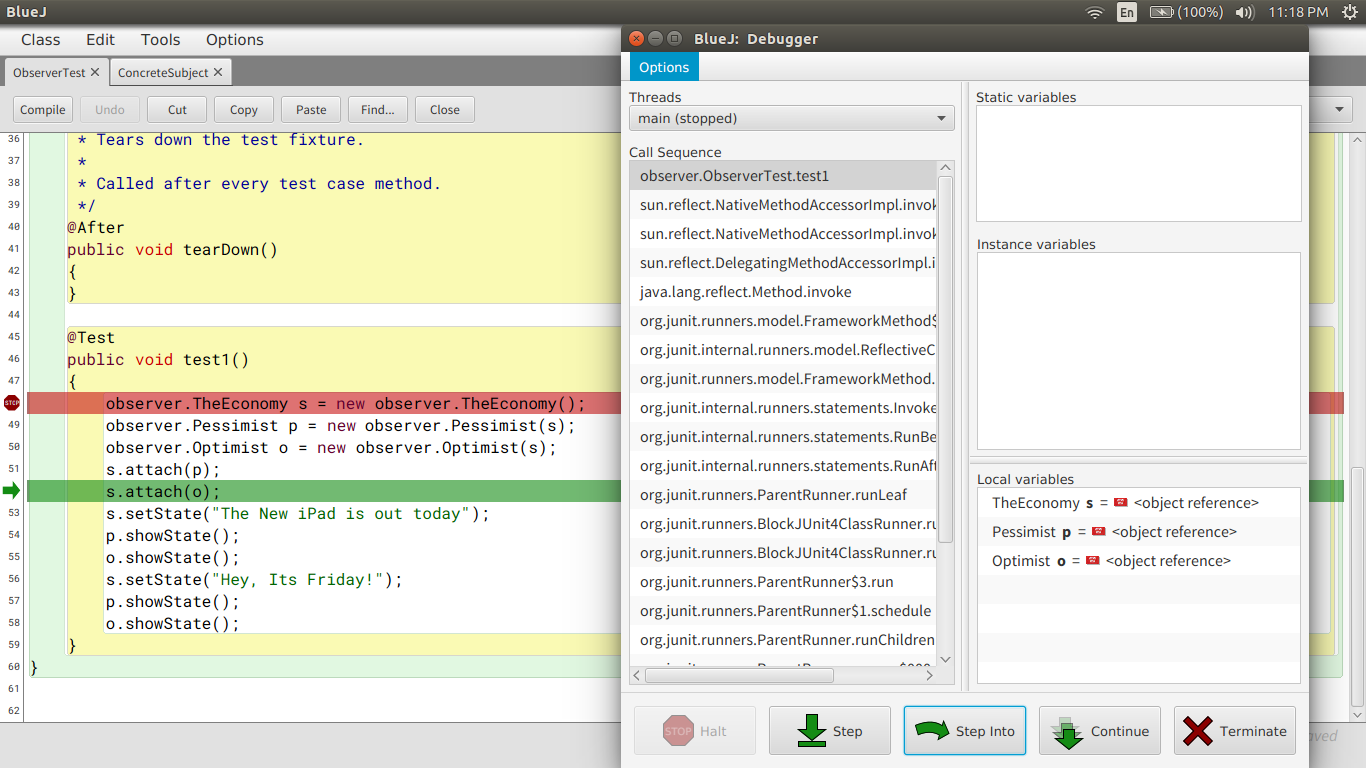 BlueJ
En
(100%)
11:18 PM
Class Edit Tools Options
ObserverTest
ConcreteSubject
Compile Undo Cut Copy Paste Find... Close
36 * Tears down the test fixture.
37 *
38 * Called after every test case method.
39 */
40 @After
41 public void tearDown()
42 {
43 }
44
45 @Test
46 public void test1()
47 {
STOP observer.TheEconomy s = new observer.TheEconomy();
49 observer.Pessimist p = new observer.Pessimist(s);
50 observer.Optimist o = new observer.Optimist(s);
51 s.attach(p);
s.attach(o);
53 s.setState("The New iPad is out today");
54 p.showState();
55 o.showState();
56 s.setState("Hey, Its Friday!");
57 p.showState();
58 o.showState();
59 }
60 }
61
62
BlueJ: Debugger
Options
Threads
main (stopped)
Call Sequence
observer.ObserverTest.test1
sun.reflect.NativeMethodAccessorImpl.invok
sun.reflect.NativeMethodAccessorImpl.invok
sun.reflect.DelegatingMethodAccessorImpl.i
java.lang.reflect.Method.invoke
org.junit.runners.model.FrameworkMethod$
org.junit.internal.runners.model.ReflectiveC
org.junit.runners.model.FrameworkMethod.
org.junit.internal.runners.statements.Invoke
org.junit.internal.runners.statements.RunBe
org.junit.internal.runners.statements.RunAft
org.junit.runners.ParentRunner.runLeaf
org.junit.runners.BlockJUnit4ClassRunner.ru
org.junit.runners.BlockJUnit4ClassRunner.ru
org.junit.runners.ParentRunner$3.run
org.junit.runners.ParentRunner$1.schedule
org.junit.runners.ParentRunner.runChildren
Static variables
Instance variables
Local variables
TheEconomy s = <object reference>
Pessimist p = <object reference>
Optimist o = <object reference>
STOP Halt
Step
Step Into
Continue
Terminate
aved